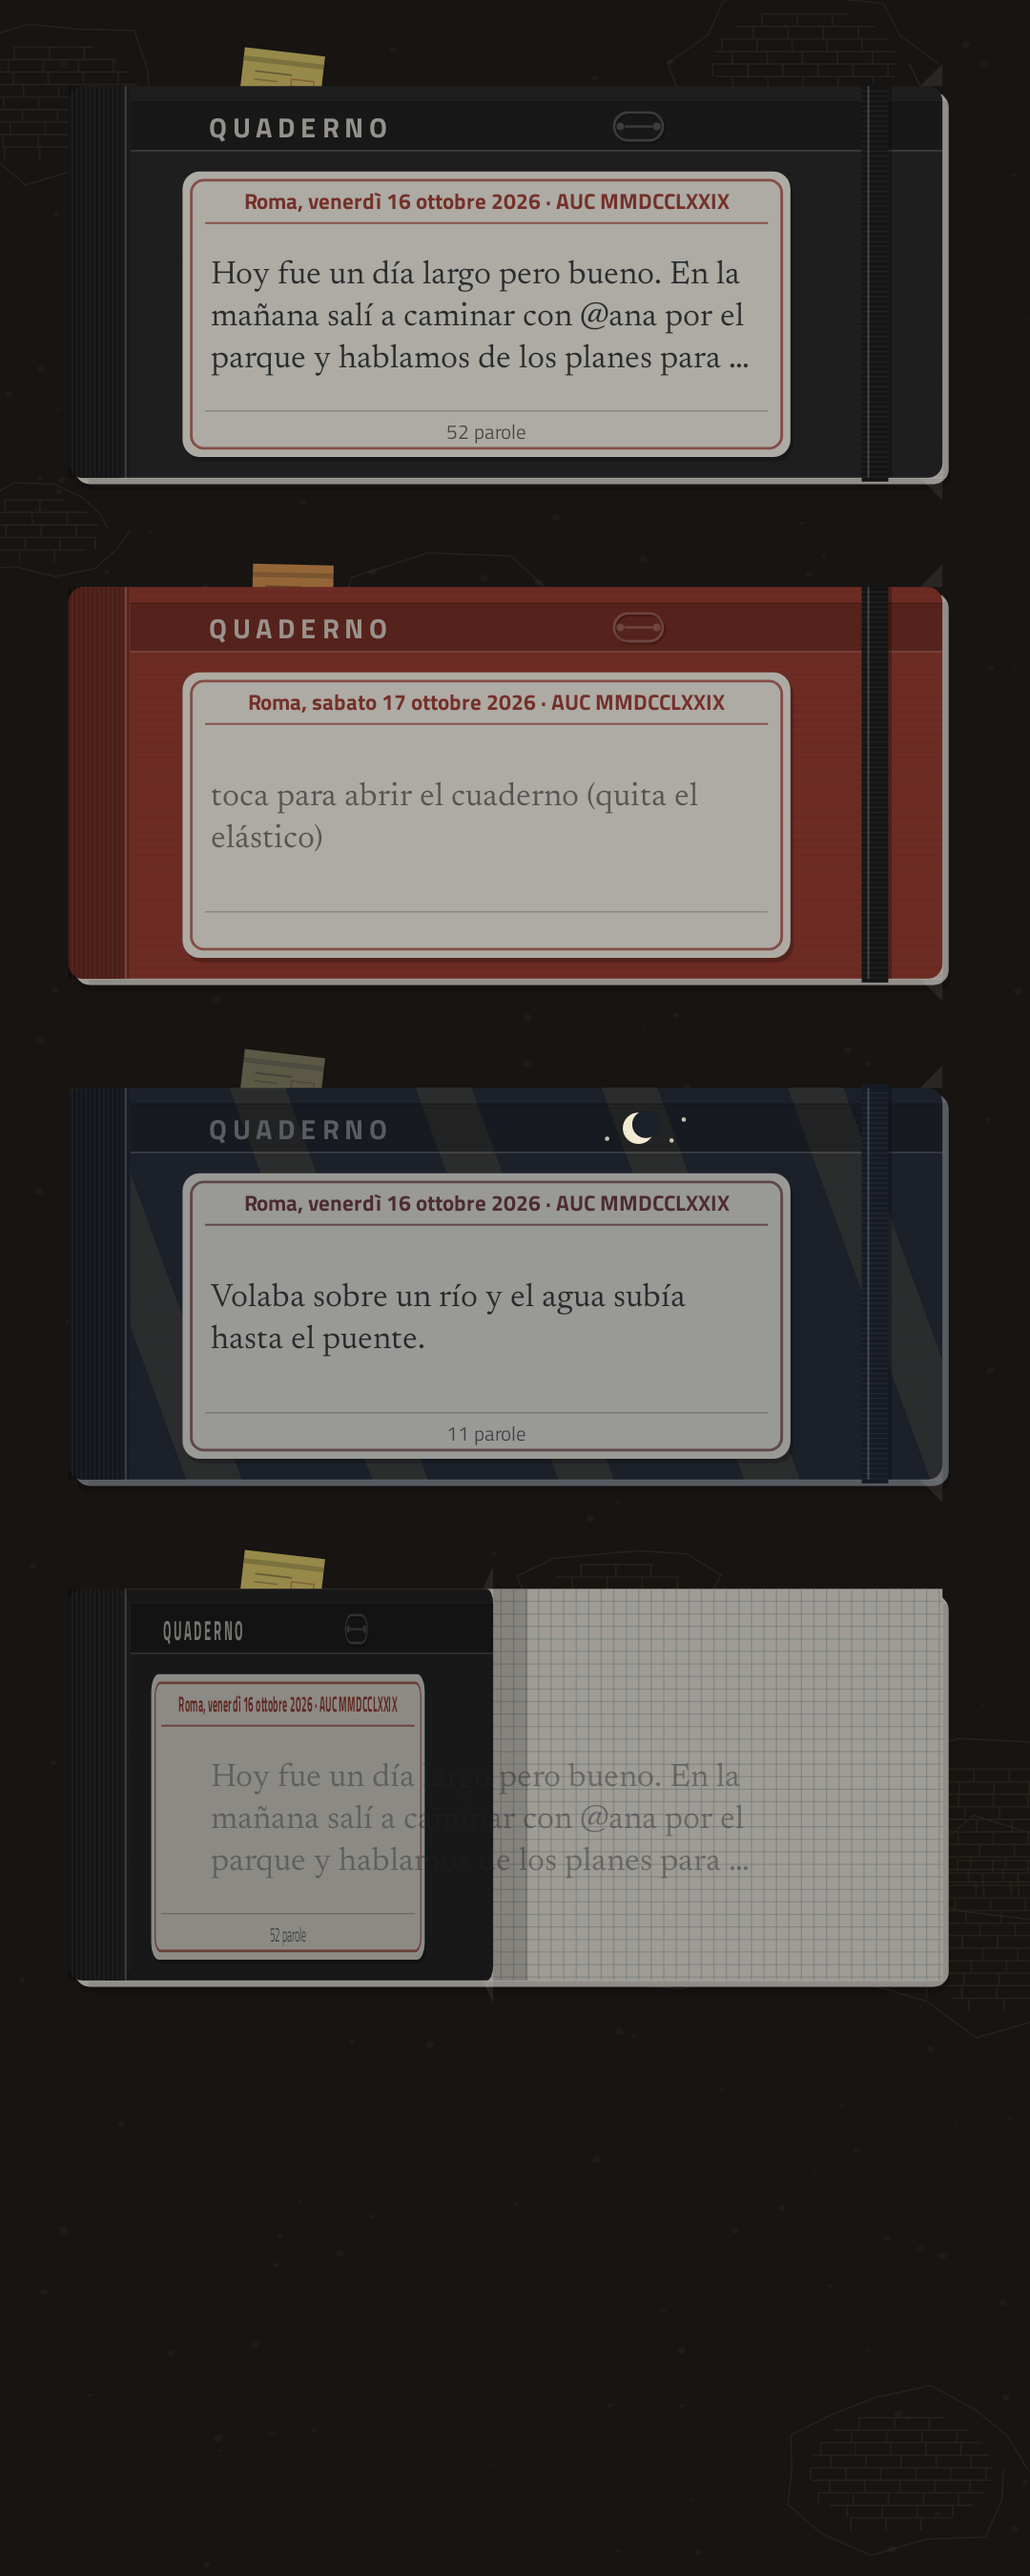 QUADERNO
Roma, venerdì 16 ottobre 2026 · AUC MMDCCLXXIX
Hoy fue un día largo pero bueno. En la
mañana salí a caminar con @ana por el
parque y hablamos de los planes para ...
52 parole
QUADERNO
Roma, sabato 17 ottobre 2026 · AUC MMDCCLXXIX
toca para abrir el cuaderno (quita el
elástico)
QUADERNO
Roma, venerdì 16 ottobre 2026 · AUC MMDCCLXXIX
Volaba sobre un río y el agua subía
hasta el puente.
11 parole
QUADERNO
Roma, venerdì 16 ottobre 2026 · AUC MMDCCLXXIX
Hoy fue un día largo pero bueno. En la
mañana salí a caminar con @ana por el
parque y hablamos de los planes para ...
52 parole